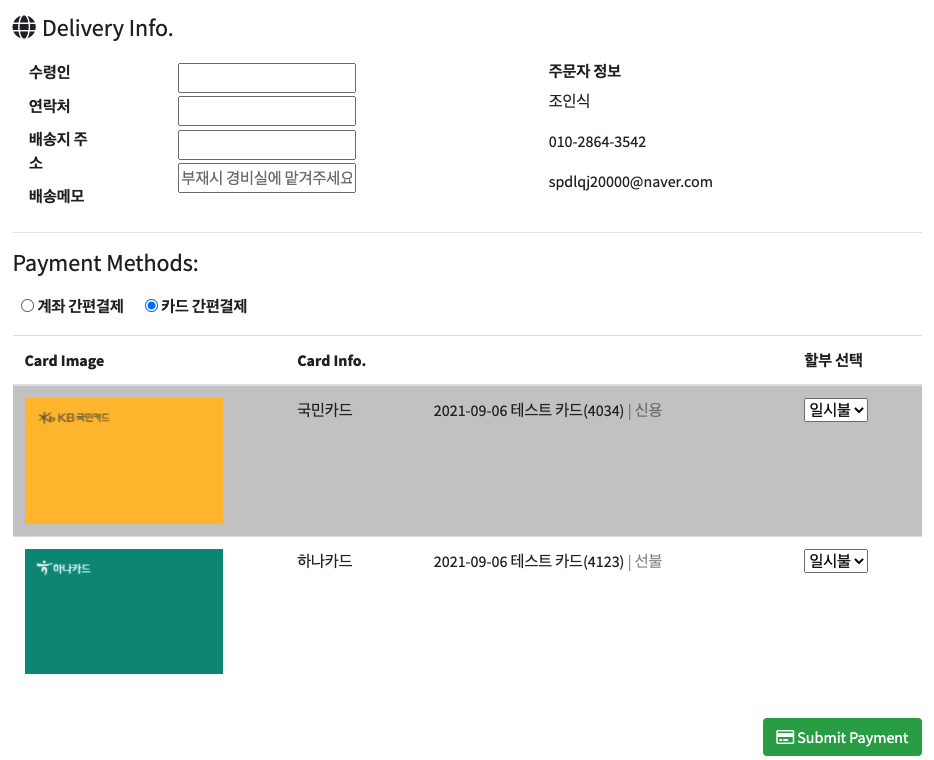 Delivery Info.
수령인
연락처
배송지 주
소
배송메모
부재시 경비실에 맡겨주세요
주문자 정보
조인식
010-2864-3542
spdlqj20000@naver.com
Payment Methods:
계좌 간편결제 카드 간편결제
Card Image Card Info. 할부 선택
KB국민카드
국민카드 2021-09-06 테스트 카드(4034) | 신용 일시불
하나카드
하나카드 2021-09-06 테스트 카드(4123) | 선불 일시불
Submit Payment